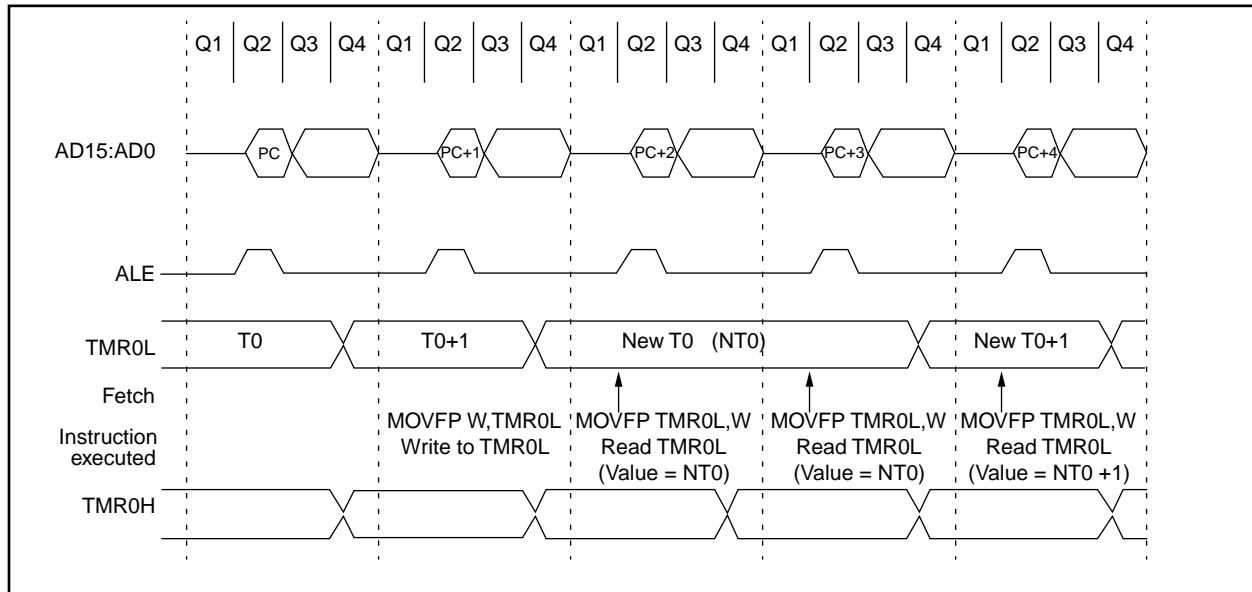 Q1 Q2 Q3 Q4 Q1 Q2 Q3 Q4 Q1 Q2 Q3 Q4 Q1 Q2 Q3 Q4 Q1 Q2 Q3 Q4
AD15:AD0 PC PC+1 PC+2 PC+3 PC+4
ALE
TMR0L T0 T0+1 New T0 (NT0) New T0+1
Fetch
MOVFP W,TMR0L MOVFP TMR0L,W MOVFP TMR0L,W MOVFP TMR0L,W
Instruction Write to TMR0L Read TMR0L Read TMR0L Read TMR0L
executed (Value = NT0) (Value = NT0) (Value = NT0 +1)
TMR0H